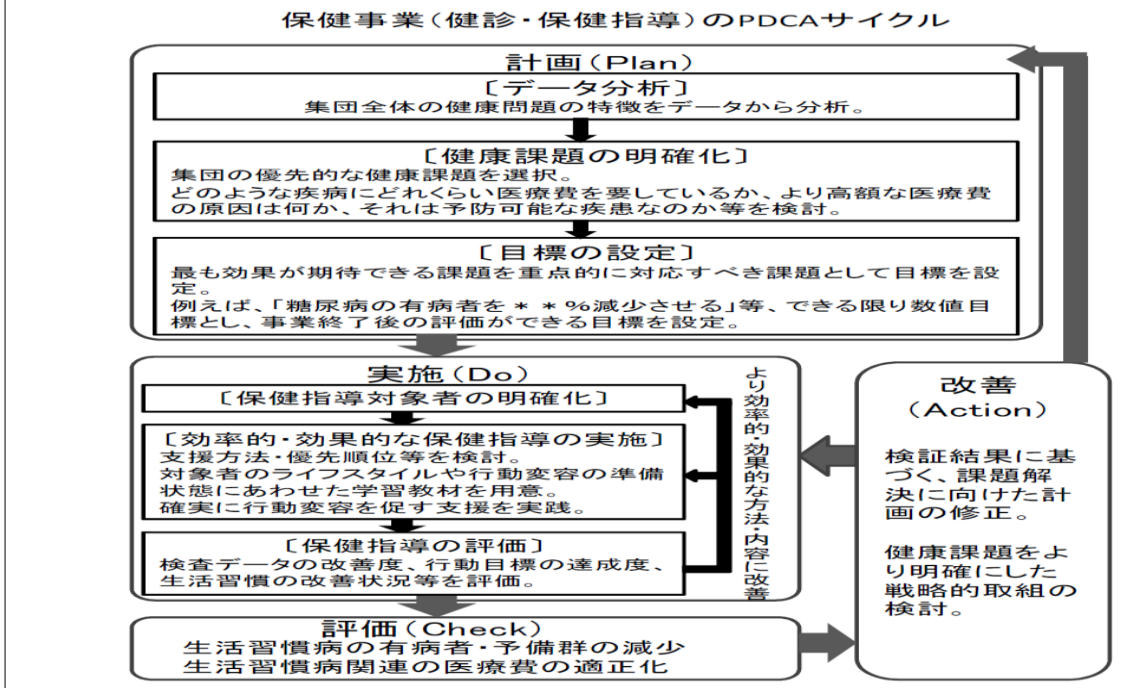 保健事業(健診・保健指導)のPDCAサイクル
計画(Plan)
〔データ分析〕
集団全体の健康問題の特徴をデータから分析。
〔健康課題の明確化〕
集団の優先的な健康課題を選択。
どのような疾病にどれくらい医療費を要しているか、より高額な医療費
の原因は何か、それは予防可能な疾患なのか等を検討。
〔目標の設定〕
最も効果が期待できる課題を重点的に対応すべき課題として目標を設
定。
例えば、「糖尿病の有病者を**%減少させる」等、できる限り数値目
標とし、事業終了後の評価ができる目標を設定。
実施(Do)
〔保健指導対象者の明確化〕
〔効率的・効果的な保健指導の実施〕
支援方法・優先順位等を検討。
対象者のライフスタイルや行動変容の準備
状態にあわせた学習教材を用意。
確実に行動変容を促す支援を実践。
〔保健指導の評価〕
検査データの改善度、行動目標の達成度、
生活習慣の改善状況等を評価。
より効率的・効果的な方法・内容に改善
評価(Check)
生活習慣病の有病者・予備群の減少
生活習慣病関連の医療費の適正化
改善
(Action)
検証結果に基
づく、課題解
決に向けた計
画の修正。
健康課題をよ
り明確にした
戦略的取組の
検討。